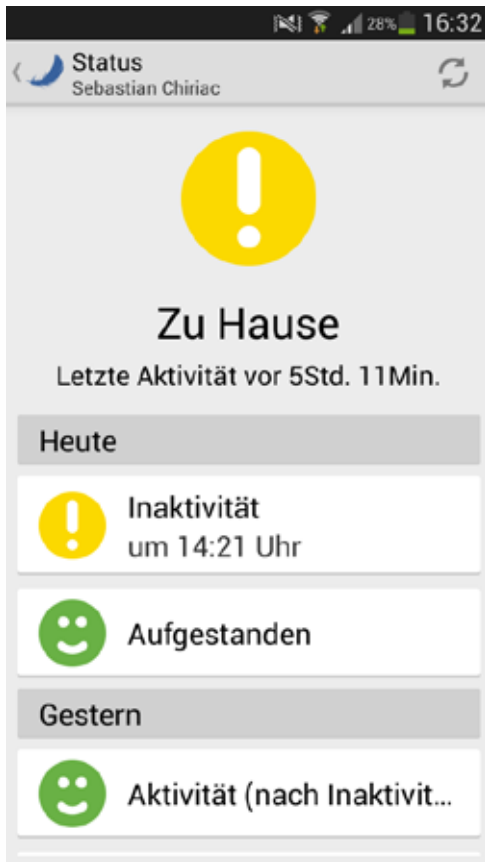 28% 16:32
Status
Sebastian Chiriac
Zu Hause
Letzte Aktivität vor 5Std. 11Min.
Heute
Inaktivität
um 14:21 Uhr
Aufgestanden
Gestern
Aktivität (nach Inaktivit...